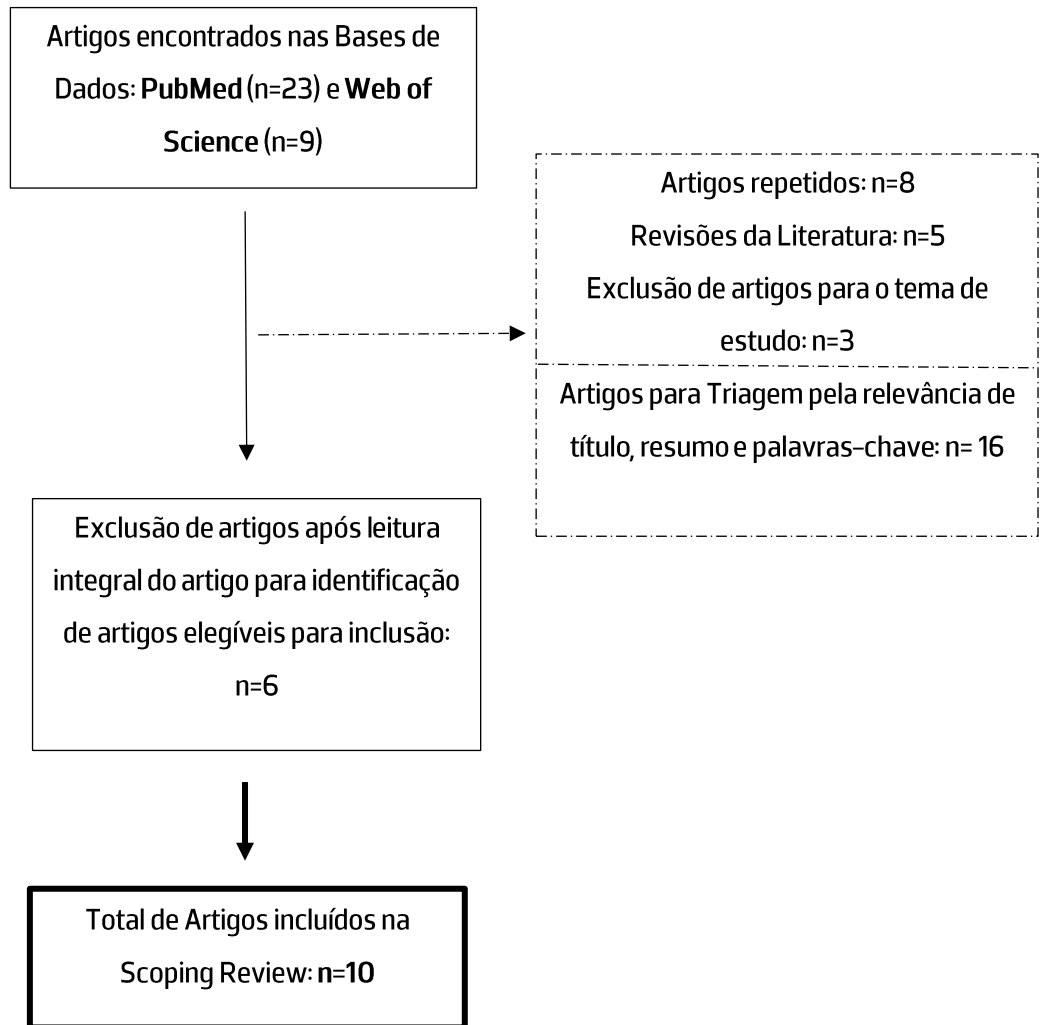 Artigos encontrados nas Bases de
Dados: PubMed (n=23) e Web of
Science (n=9)
Artigos repetidos: n=8
Revisões da Literatura: n=5
Exclusão de artigos para o tema de
estudo: n=3
Artigos para Triagem pela relevância de
título, resumo e palavras-chave: n= 16
Exclusão de artigos após leitura
integral do artigo para identificação
de artigos elegíveis para inclusão:
n=6
Total de Artigos incluídos na
Scoping Review: n=10